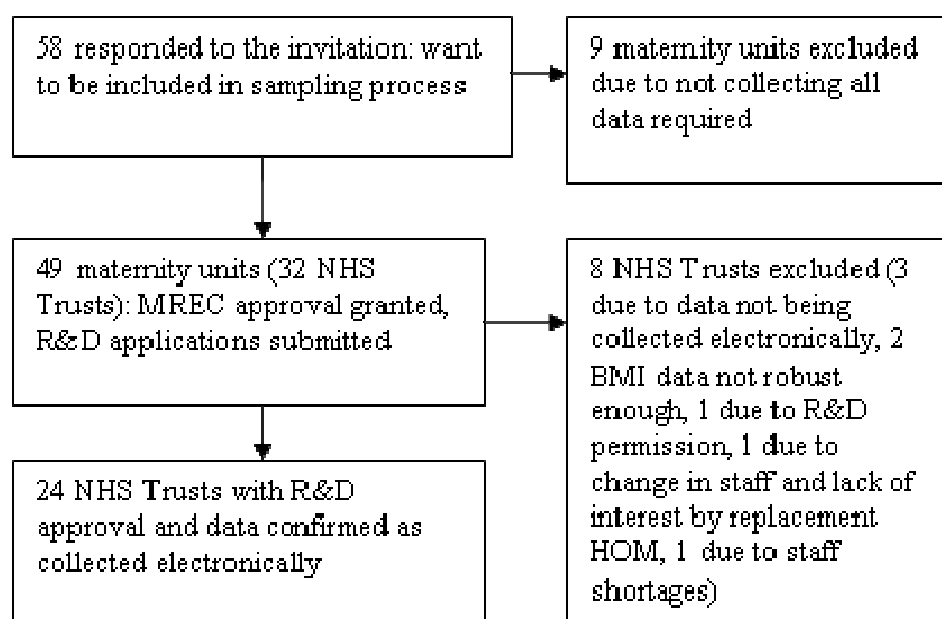 58 responded to the invitation: want
to be included in sampling process
9 maternity units excluded
due to not collecting all
data required
49 maternity units (32 NHS
Trusts): MREC approval granted,
R&D applications submitted
8 NHS Trusts excluded (3
due to data not being
collected electronically, 2
BMI data not robust
enough, 1 due to R&D
permission, 1 due to
change in staff and lack of
interest by replacement
HOM, 1 due to staff
shortages)
24 NHS Trusts with R&D
approval and data confirmed as
collected electronically